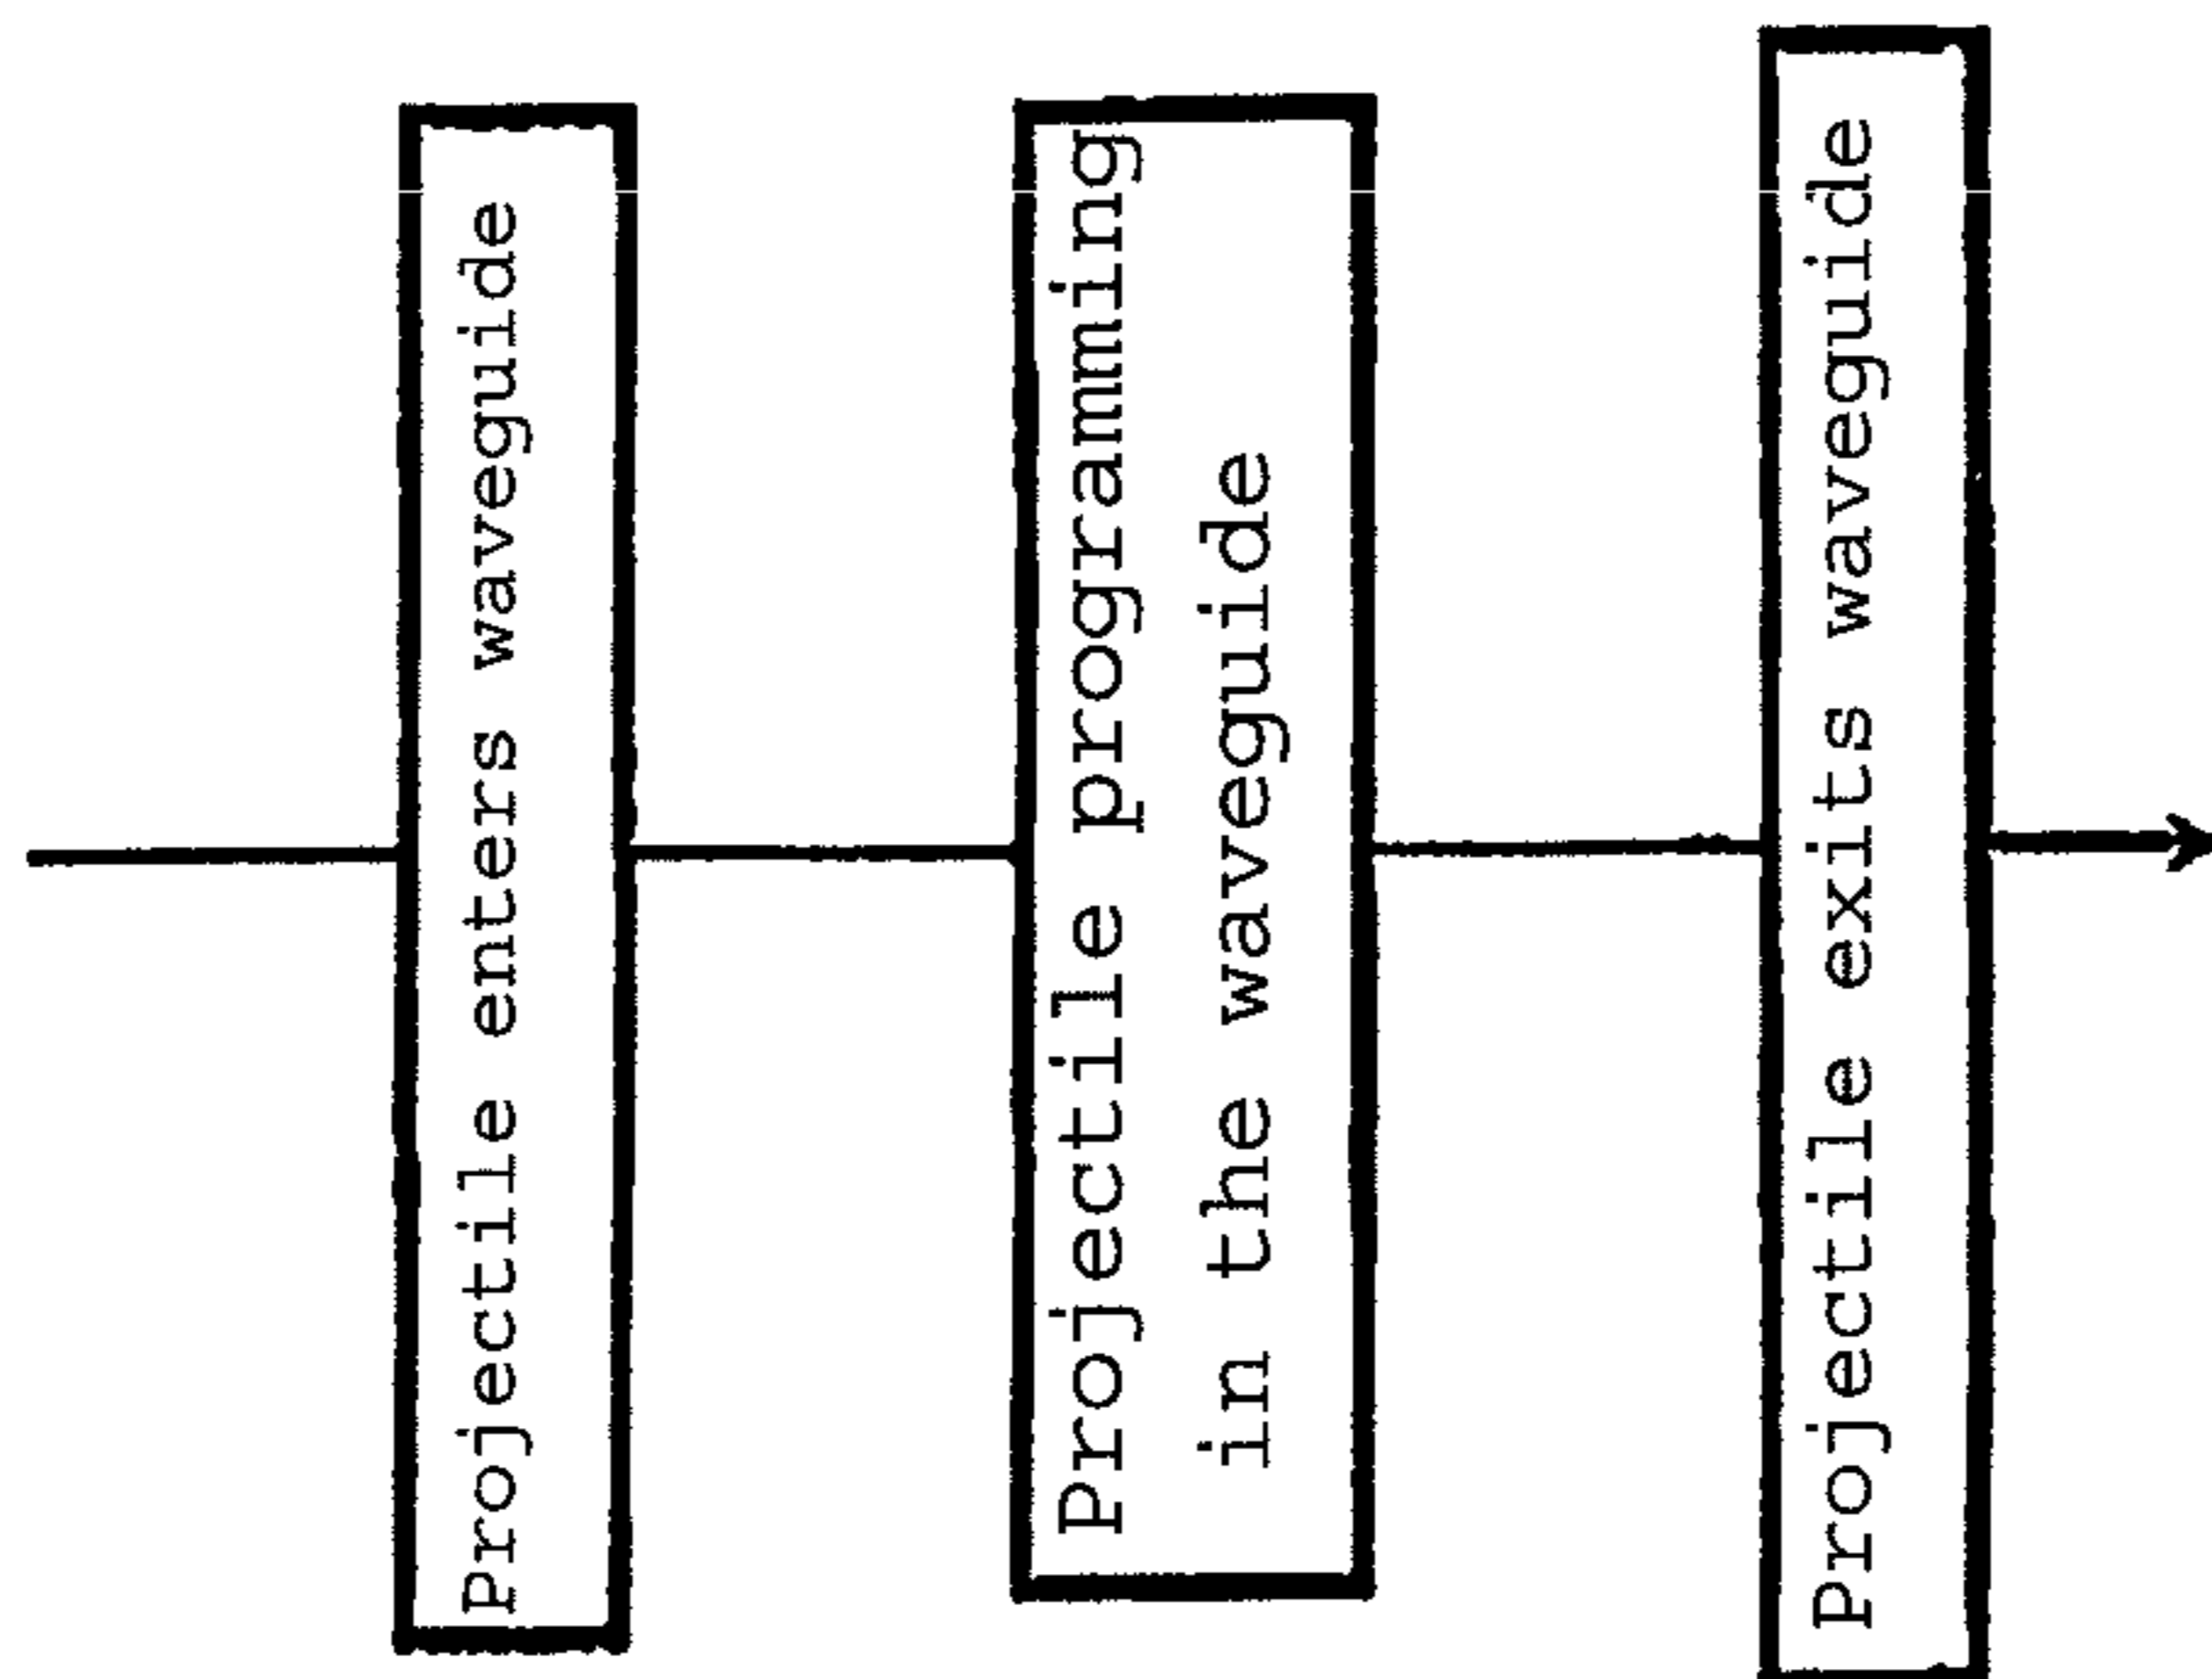 Projectile enters waveguide
Projectile programming
in the waveguide
Projectile exits waveguide